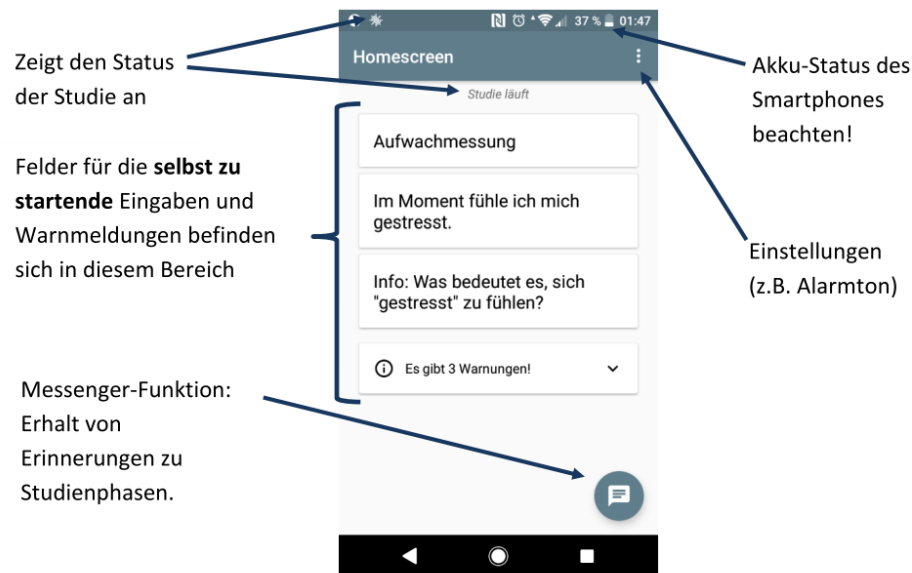 37 % 01:47
Homescreen
Studie läuft
Aufwachmessung
Im Moment fühle ich mich
gestresst.
Info: Was bedeutet es, sich
"gestresst" zu fühlen?
Es gibt 3 Warnungen!
Zeigt den Status
der Studie an
Felder für die selbst zu
startende Eingaben und
Warnmeldungen befinden
sich in diesem Bereich
Messenger-Funktion:
Erhalt von
Erinnerungen zu
Studienphasen.
Akku-Status des
Smartphones
beachten!
Einstellungen
(z.B. Alarmton)